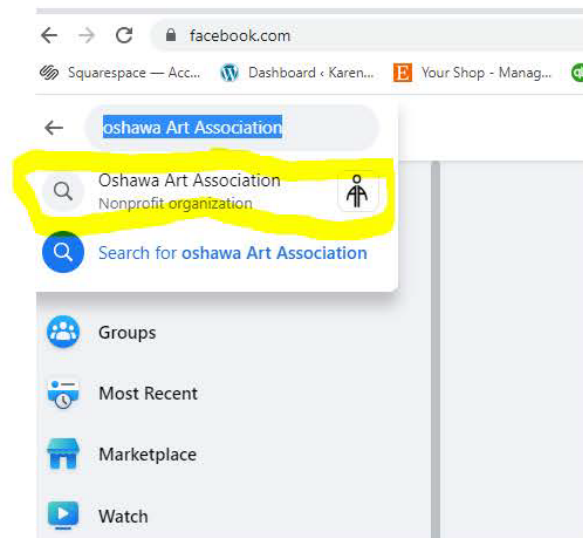 facebook.com
Squarespace — Acc... Dashboard ‹ Karen... Your Shop - Manag...
oshawa Art Association
Oshawa Art Association
Nonprofit organization
Search for oshawa Art Association
Groups
Most Recent
Marketplace
Watch